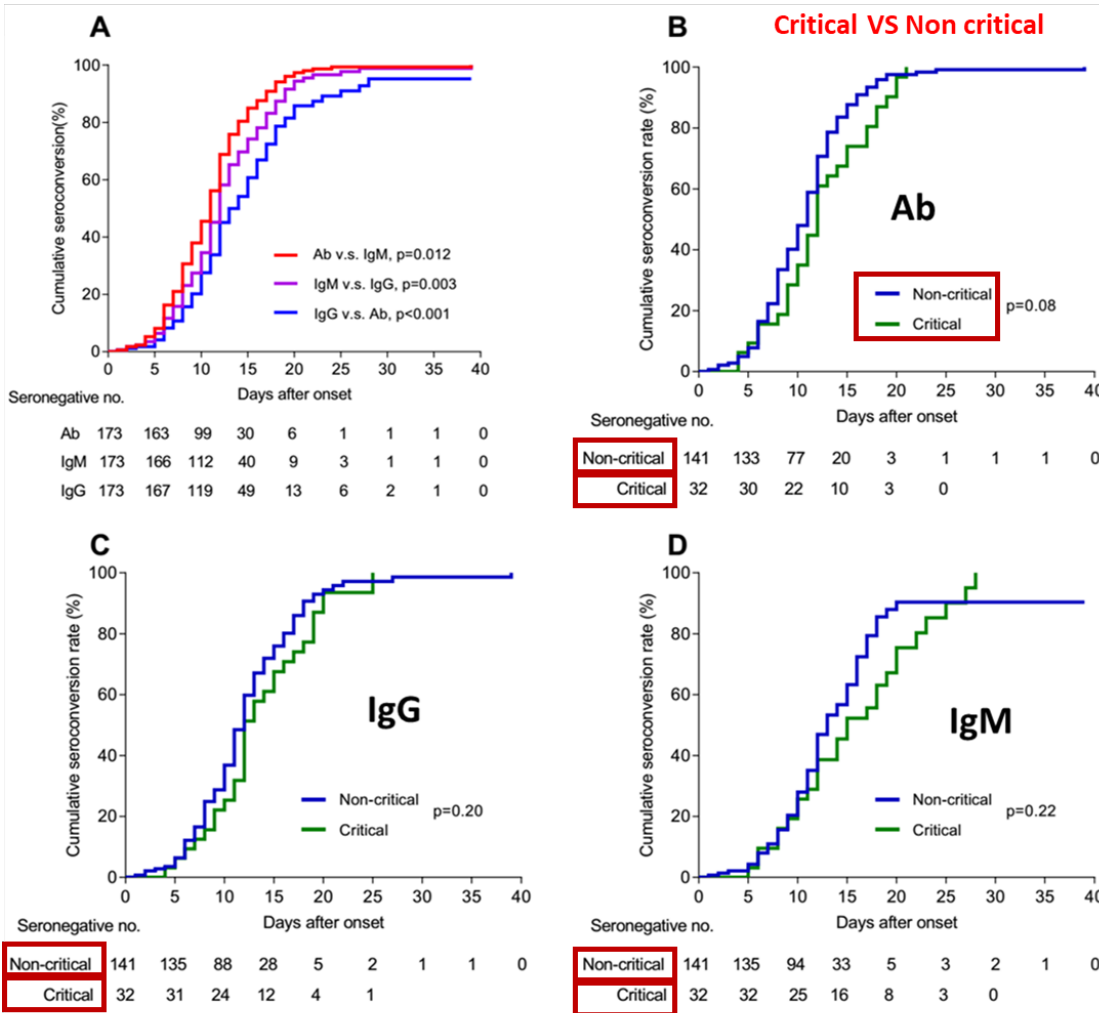 A
Cumulative seroconversion(%)
100
80
60
40
20
0
0 5 10 15 20 25 30 35 40
Ab v.s. IgM, p=0.012
IgM v.s. IgG, p=0.003
IgG v.s. Ab, p<0.001
Days after onset
Seronegative no.
Ab 173 163 99 30 6 1 1 1 0
IgM 173 166 112 40 9 3 1 1 0
IgG 173 167 119 49 13 6 2 1 0
B
Critical VS Non critical
Cumulative seroconversion rate (%)
100
80
60
40
20
0
Ab
Non-critical
Critical
p=0.08
0 5 10 15 20 25 30 35 40
Days after onset
Seronegative no.
Non-critical 141 133 77 20 3 1 1 1 0
Critical 32 30 22 10 3 0
C
Cumulative seroconversion rate (%)
100
80
60
40
20
0
IgG
Non-critical
Critical
p=0.20
0 5 10 15 20 25 30 35 40
Days after onset
Seronegative no.
Non-critical 141 135 88 28 5 2 1 1 0
Critical 32 31 24 12 4 1
D
Cumulative seroconversion rate (%)
100
80
60
40
20
0
IgM
Non-critical
Critical
p=0.22
0 5 10 15 20 25 30 35 40
Days after onset
Seronegative no.
Non-critical 141 135 94 33 5 3 2 1 0
Critical 32 32 25 16 8 3 0